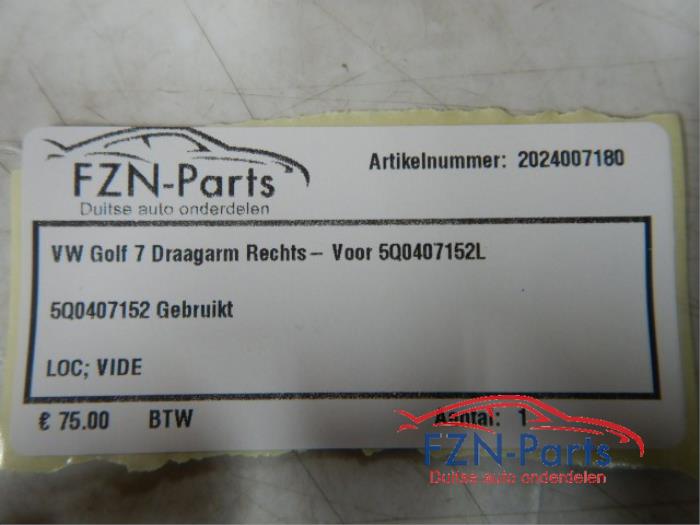 FZN-Parts
Duitse auto onderdelen
Artikelnummer: 2024007180
VW Golf 7 Draagarm Rechts – Voor 5Q0407152L
5Q0407152 Gebruikt
LOC; VIDE
€ 75.00 BTW Aantal: 1
FZN-Parts
Duitse auto onderdelen